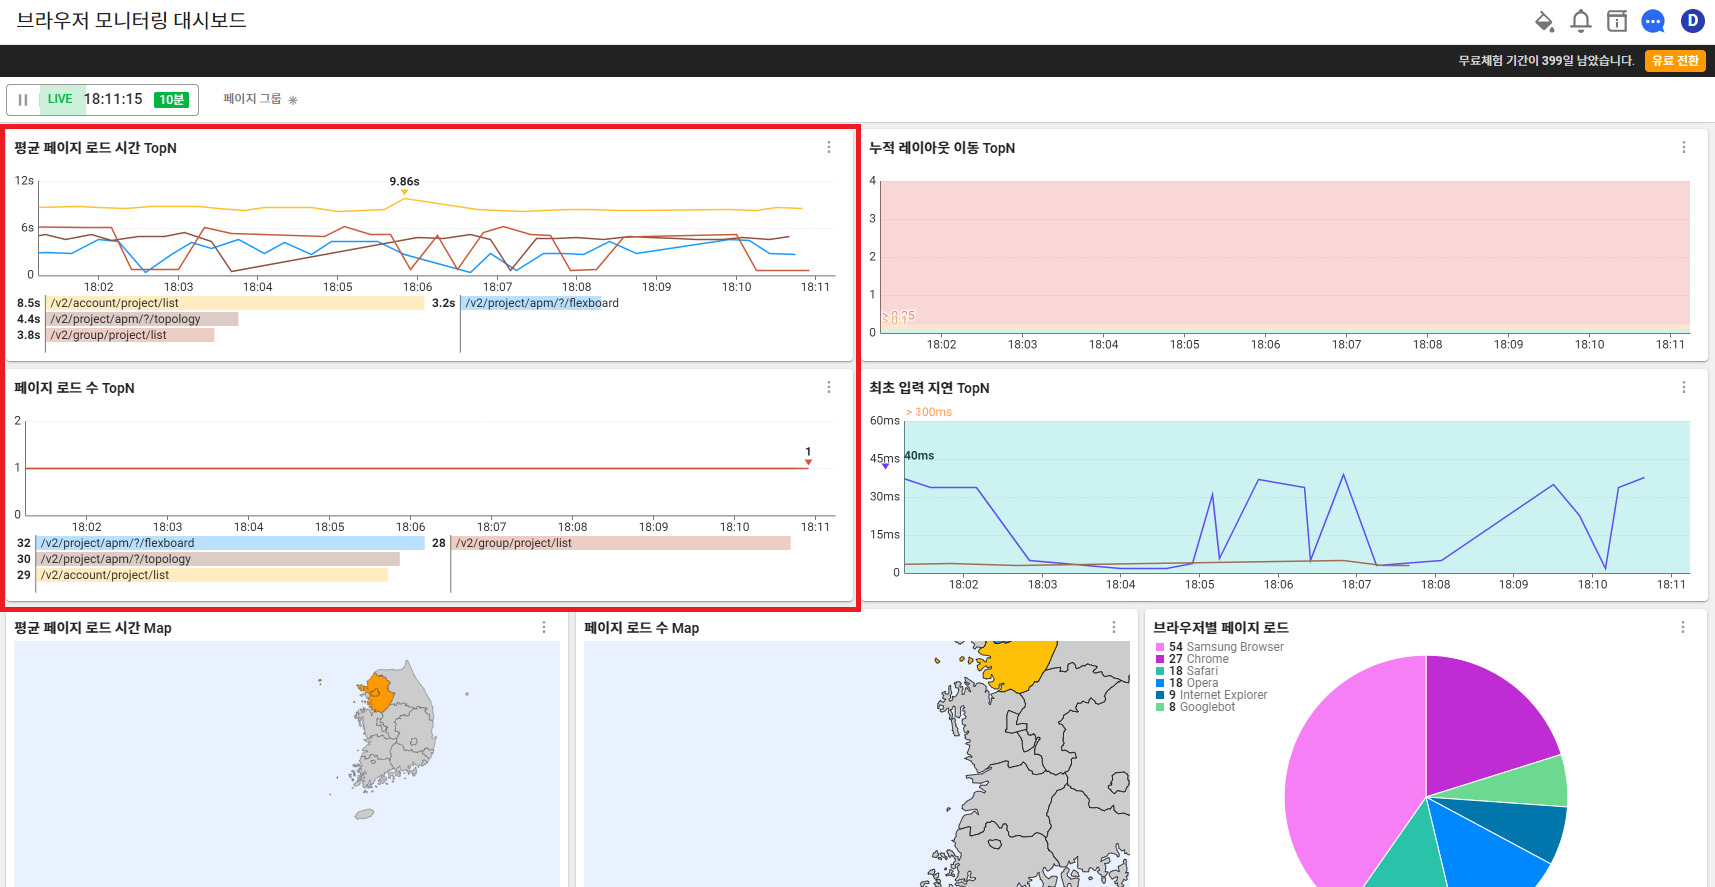 브라우저 모니터링 대시보드
D
무료체험 기간이 399일 남았습니다. 유료 전환
LIVE 18:11:15 10분 페이지 그룹
평균 페이지 로드 시간 TopN
12s
6s
0
9.86s
18:02 18:03 18:04 18:05 18:06 18:07 18:08 18:09 18:10 18:11
8.5s /v2/account/project/list
4.4s /v2/project/apm/?/topology
3.8s /v2/group/project/list
3.2s /v2/project/apm/?/flexboard
누적 레이아웃 이동 TopN
4
3
2
1
0
> 0.25
> 0.1
18:02 18:03 18:04 18:05 18:06 18:07 18:08 18:09 18:10 18:11
페이지 로드 수 TopN
2
1
0
1
18:02 18:03 18:04 18:05 18:06 18:07 18:08 18:09 18:10 18:11
32 /v2/project/apm/?/flexboard
30 /v2/project/apm/?/topology
29 /v2/account/project/list
28 /v2/group/project/list
최초 입력 지연 TopN
> 300ms
60ms
45ms
30ms
15ms
0
40ms
18:02 18:03 18:04 18:05 18:06 18:07 18:08 18:09 18:10 18:11
평균 페이지 로드 시간 Map
페이지 로드 수 Map
브라우저별 페이지 로드
54 Samsung Browser
27 Chrome
18 Safari
18 Opera
9 Internet Explorer
8 Googlebot